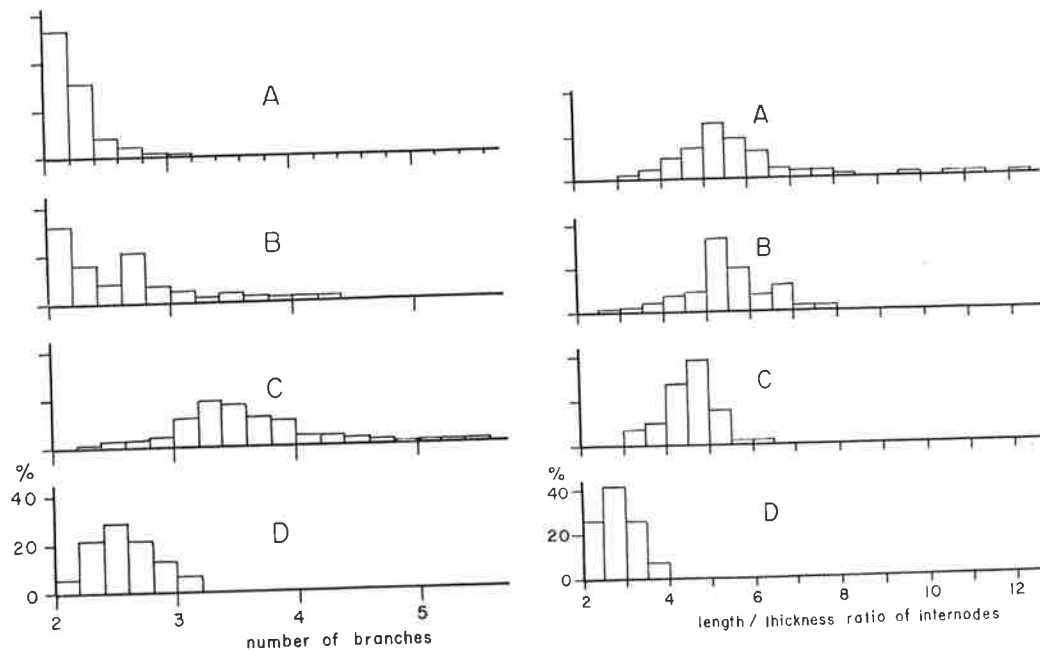 A
B
C
%
40
20
0
D
2 3 4 5
number of branches
A
B
C
%
40
20
0
D
2 4 6 8 10 12
length / thickness ratio of internodes